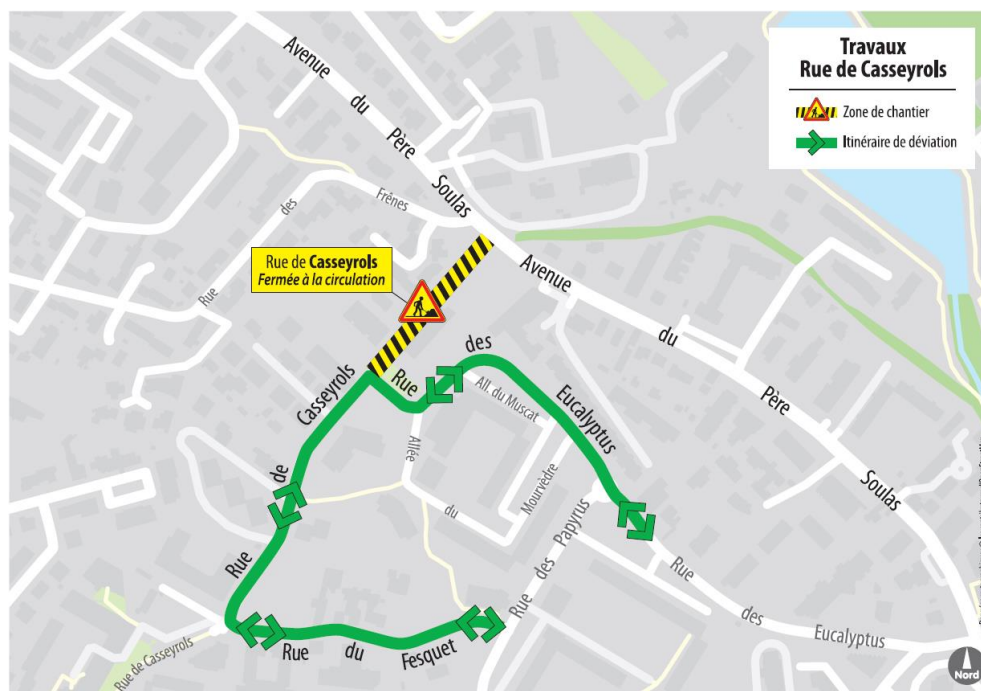 Travaux
Rue de Casseyrols
Zone de chantier
Itinéraire de déviation
Avenue
du
Père
Soulas
Rue
des
Frênes
Rue de Casseyrols
Fermée à la circulation
Avenue
du
Père
Soulas
Rue
de
Casseyrols
Rue
des
Eucalyptus
All. du Muscat
Allée
du
Mourvèdre
Rue
des
Papyrus
Rue
des
Eucalyptus
Rue
du
Fesquet
Rue de Casseyrols
Nord